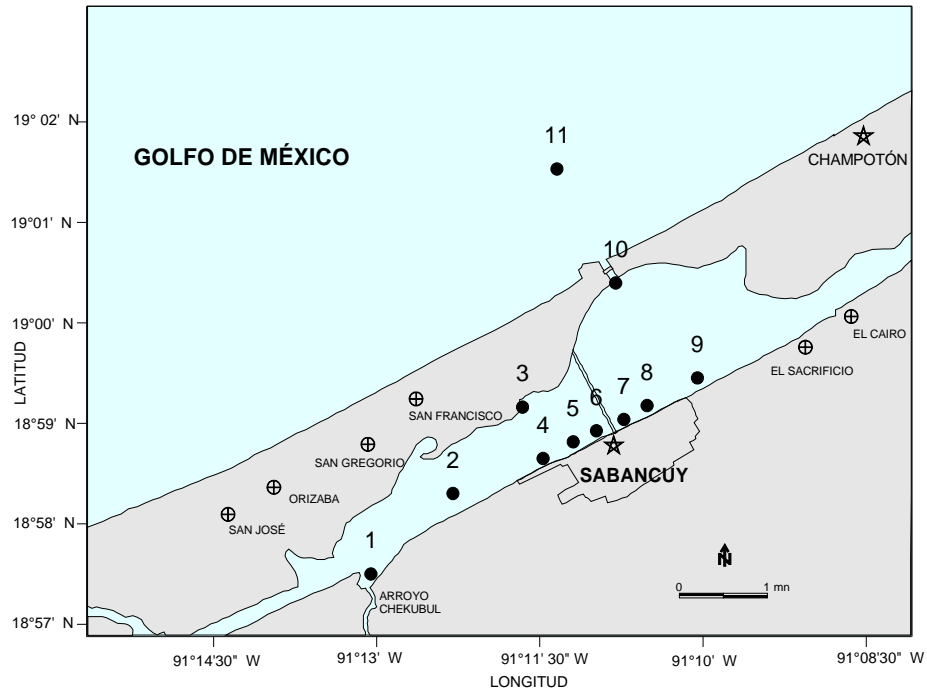 19° 02' N
11
GOLFO DE MÉXICO
CHAMPOTÓN
19° 01' N
10
19° 00' N
EL CAIRO
9
EL SACRIFICIO
LATITUD
3
8
7
6
5
SAN FRANCISCO
18° 59' N
4
SAN GREGORIO
2
SABANCUY
ORIZABA
18° 58' N
SAN JOSÉ
1
N
0 1 mn
ARROYO
CHEKUBUL
18° 57' N
91°14'30" W 91°13' W 91°11'30" W 91°10' W 91°08'30" W
LONGITUD